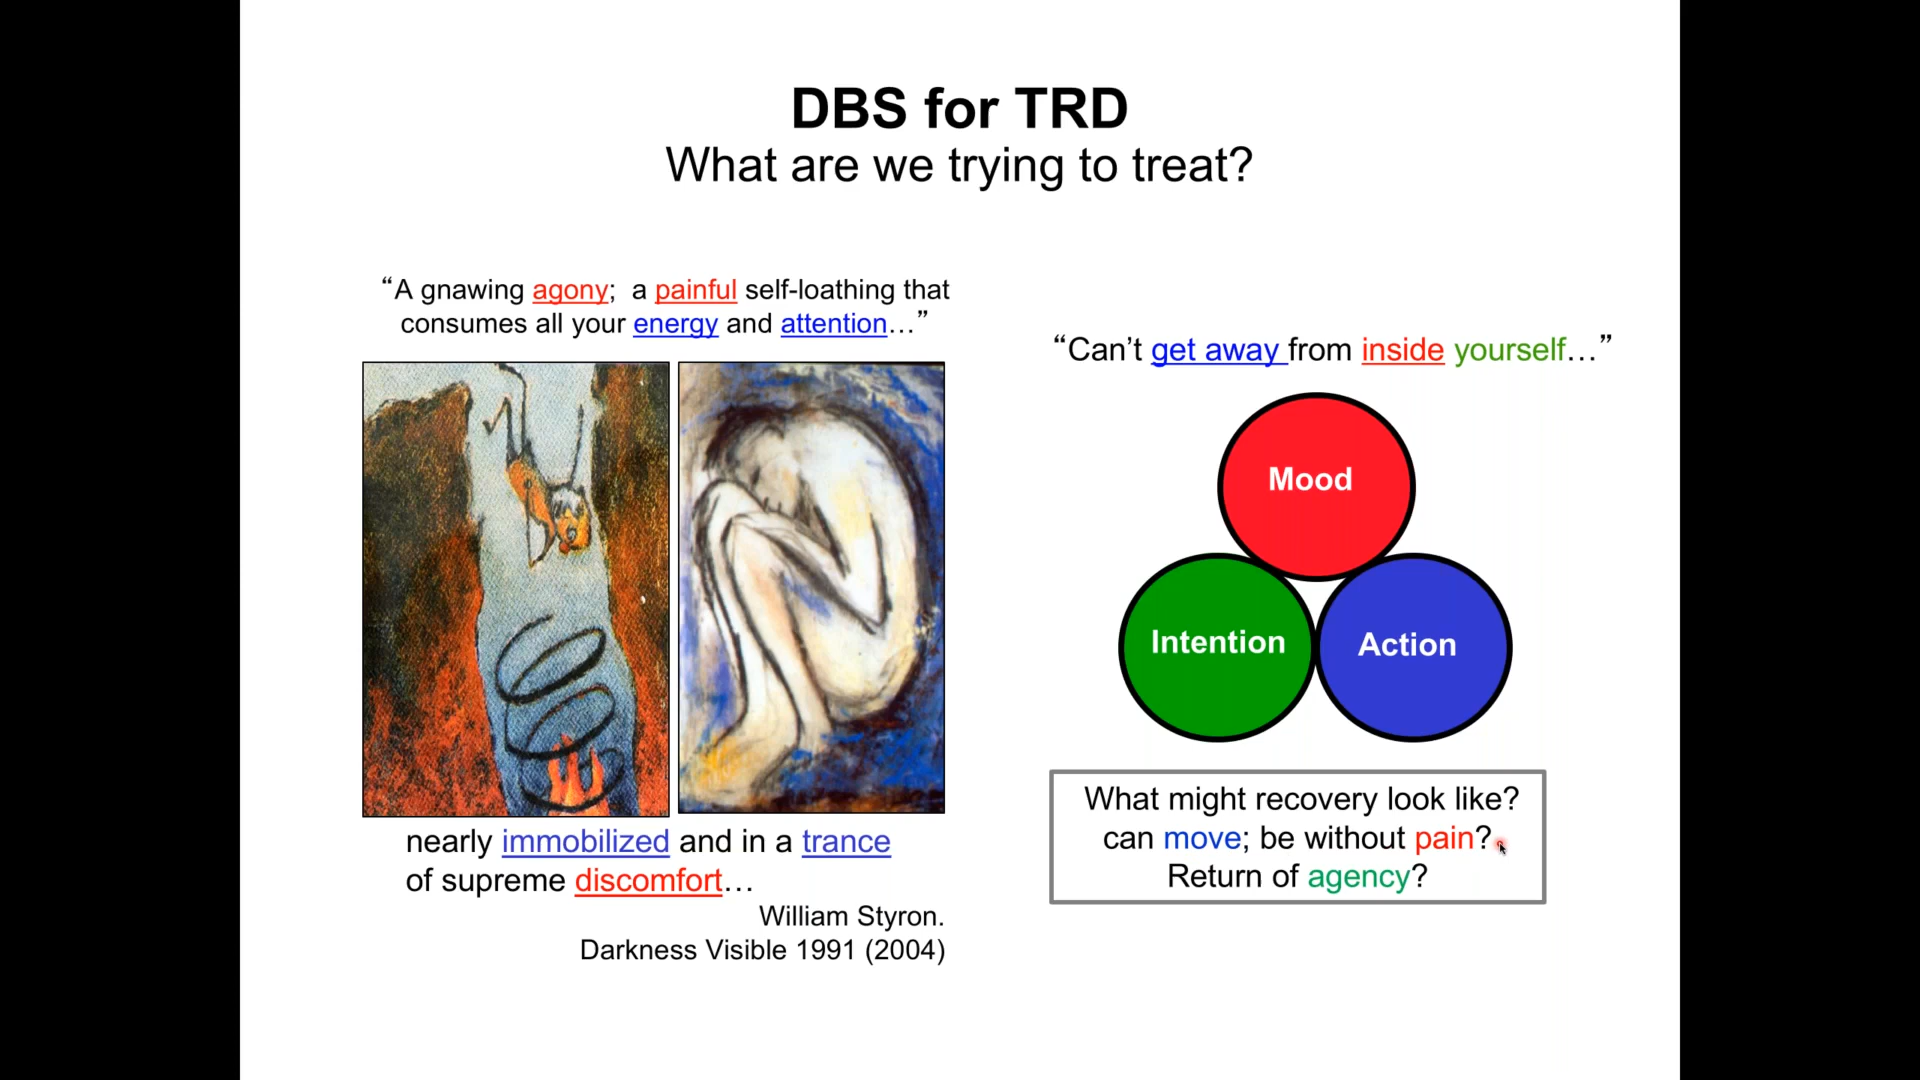 DBS for TRD
What are we trying to treat?
“A gnawing agony;  a painful self-loathing that
consumes all your energy and attention…”
nearly immobilized and in a trance
of supreme discomfort…
William Styron.
Darkness Visible 1991 (2004)
“Can’t get away from inside yourself…”
Mood
Intention
Action
What might recovery look like?
can move; be without pain?
Return of agency?